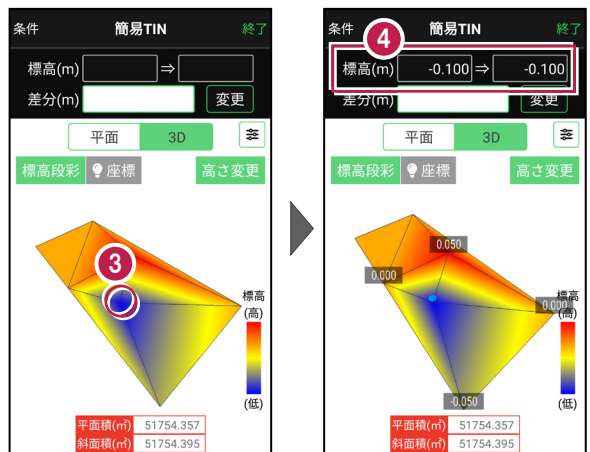 条件 簡易TIN 終了
標高(m) ⇒
差分(m) 変更
平面 3D
標高段彩 座標 高さ変更
3
標高
(高)
(低)
平面積(㎡) 51754.357
斜面積(㎡) 51754.395
条件 簡易TIN 終了
4
標高(m) -0.100 ⇒ -0.100
差分(m) 変更
平面 3D
標高段彩 座標 高さ変更
0.050
0.000
0.000
標高
(高)
-0.050
(低)
平面積(㎡) 51754.357
斜面積(㎡) 51754.395